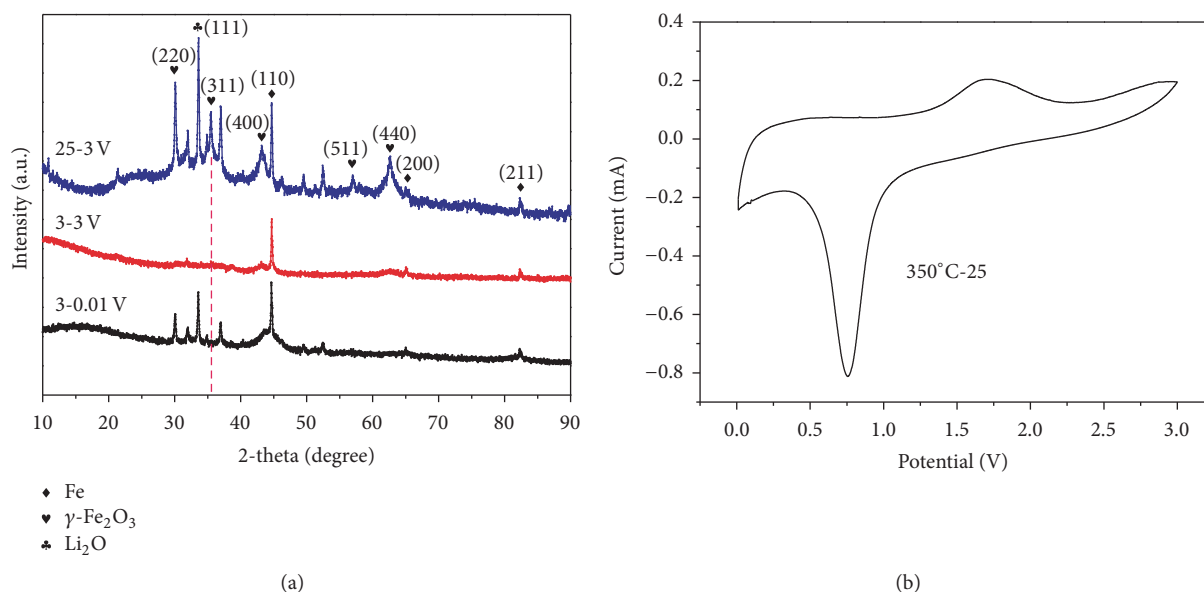 ♣ (111)
(220)
♥
(311)
♥
(110)
♦
(400)
♥
(440)
♥
(511)
♥
(200)
♦
(211)
♦
25-3 V
3-3 V
3-0.01 V
Intensity (a.u.)
10 20 30 40 50 60 70 80 90
2-theta (degree)
♦ Fe
♥ γ-Fe₂O₃
♣ Li₂O
(a)
0.4
0.2
0.0
−0.2
−0.4
−0.6
−0.8
Current (mA)
350°C-25
0.0 0.5 1.0 1.5 2.0 2.5 3.0
Potential (V)
(b)